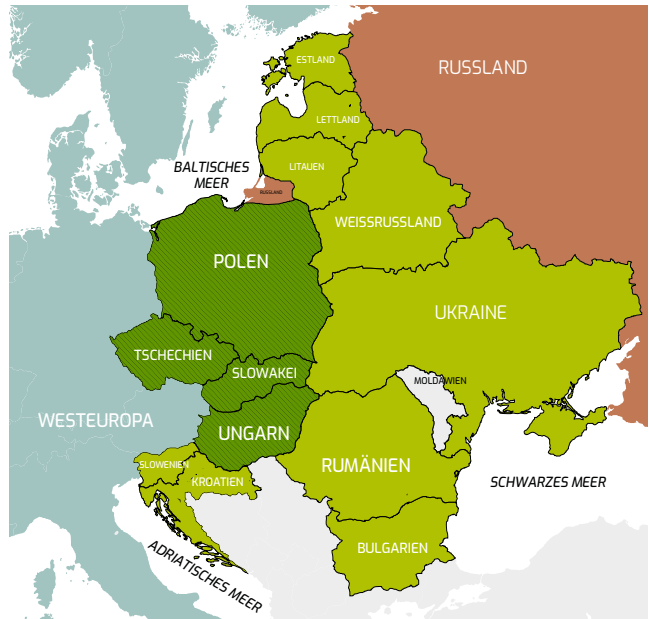 ESTLAND
RUSSLAND
LETTLAND
BALTISCHES
MEER
LITAUEN
RUSSLAND
WEISSRUSSLAND
POLEN
UKRAINE
TSCHECHIEN
SLOWAKEI
MOLDAWIEN
WESTEUROPA
UNGARN
SLOWENIEN
RUMÄNIEN
KROATIEN
SCHWARZES MEER
BULGARIEN
ADRIATISCHES MEER